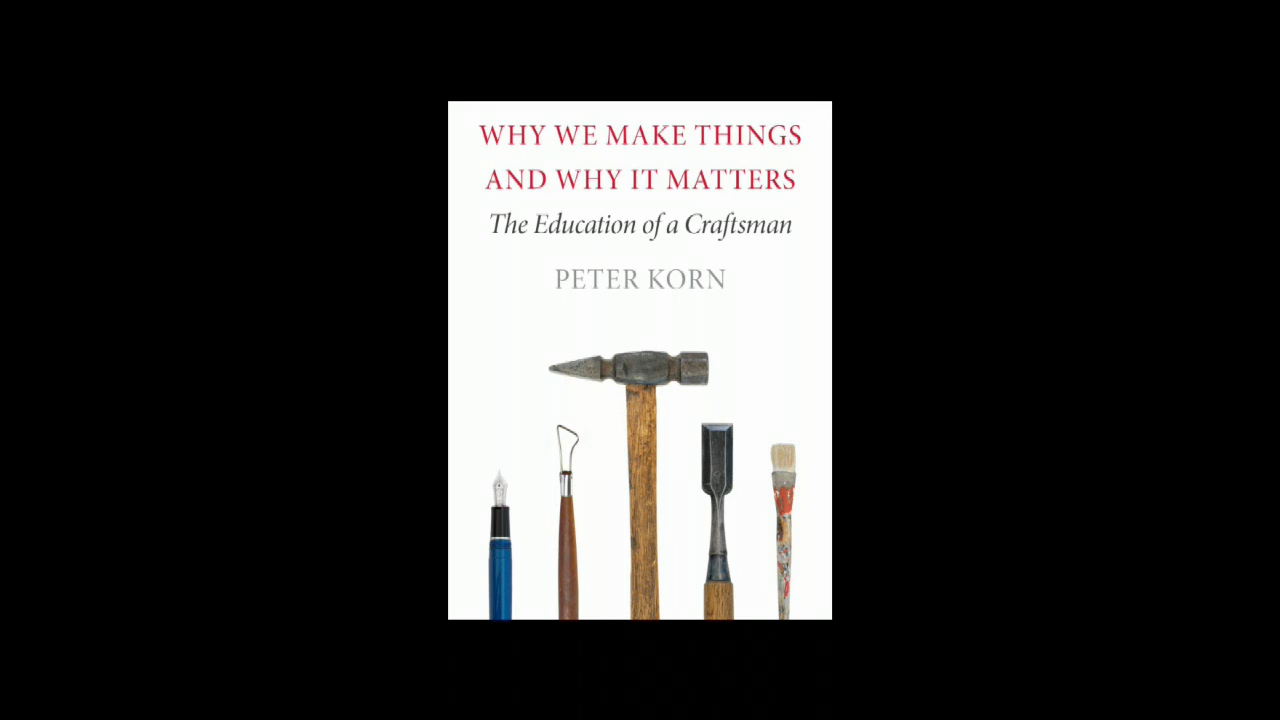 WHY WE MAKE THINGS
AND WHY IT MATTERS
The Education of a Craftsman
PETER KORN